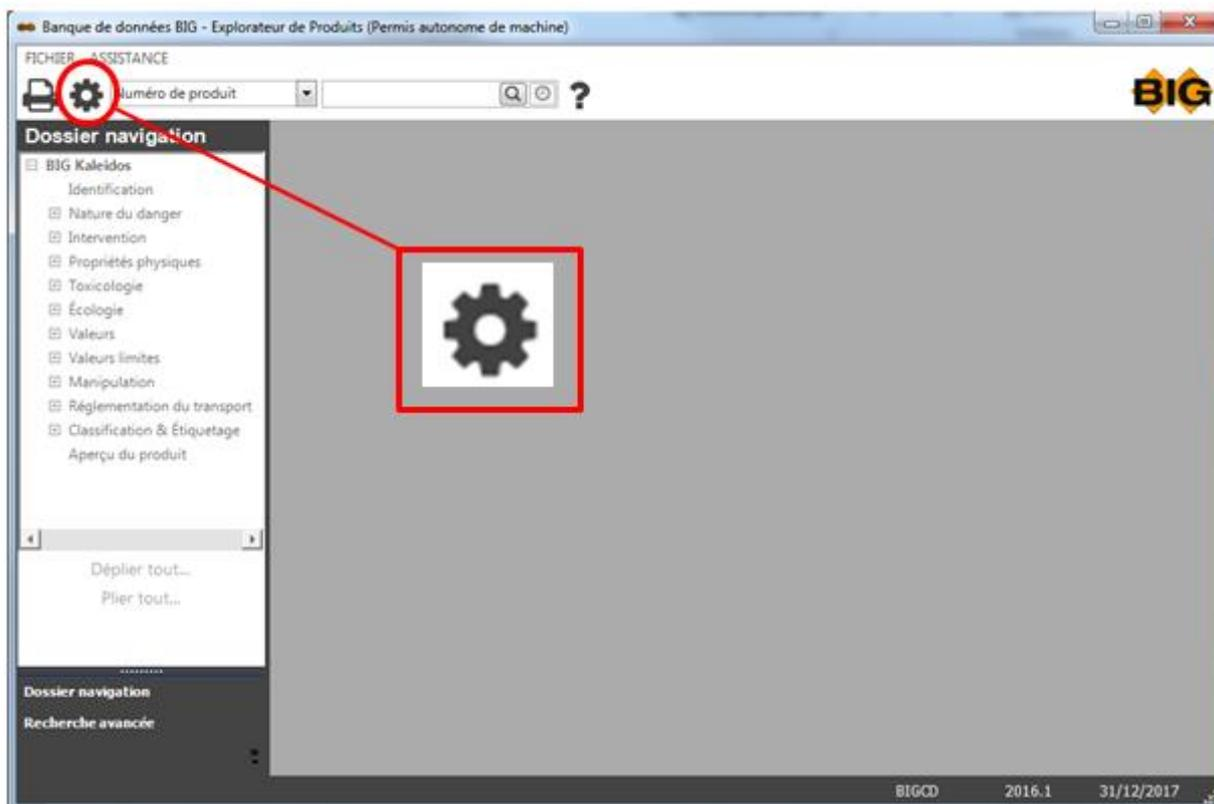 Banque de données BIG - Explorateur de Produits (Permis autonome de machine)
FICHIER ASSISTANCE
Numéro de produit
?
BIG
Dossier navigation
BIG Kaleidos
Identification
Nature du danger
Intervention
Propriétés physiques
Toxicologie
Écologie
Valeurs
Valeurs limites
Manipulation
Réglementation du transport
Classification & Étiquetage
Aperçu du produit
Déplier tout...
Plier tout...
Dossier navigation
Recherche avancée
BIGCD 2016.1 31/12/2017